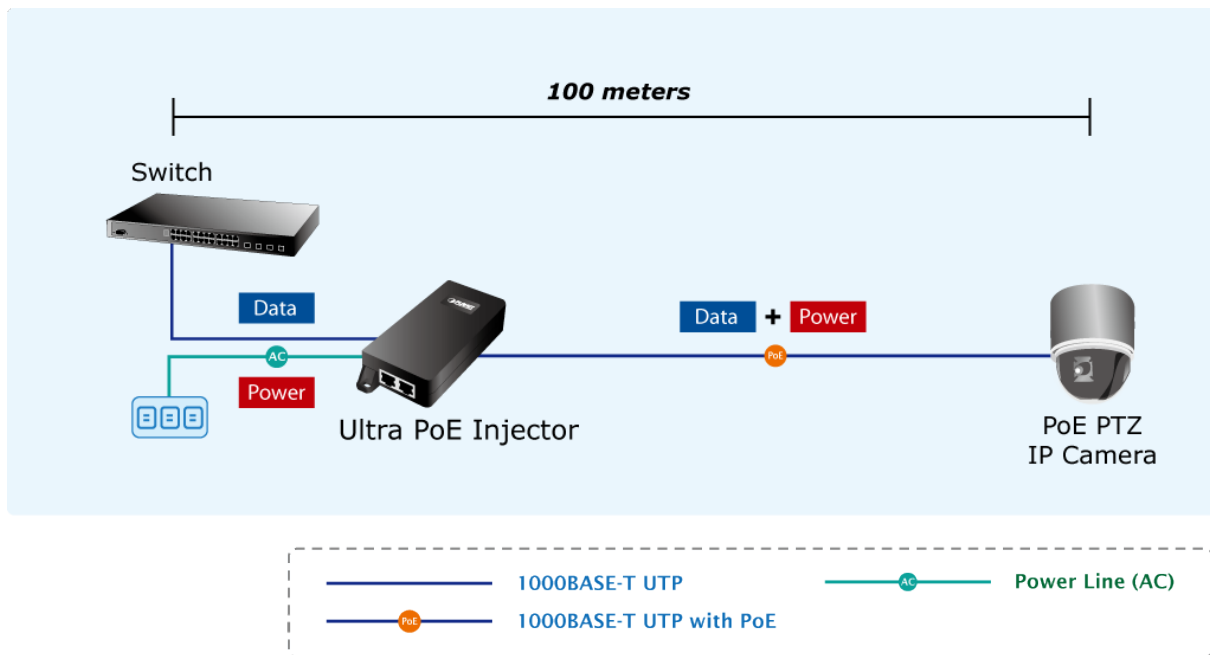 100 meters
Switch
Data
AC
Power
PLANET
Ultra PoE Injector
Data + Power
PoE
PoE PTZ
IP Camera
1000BASE-T UTP
AC
Power Line (AC)
PoE
1000BASE-T UTP with PoE